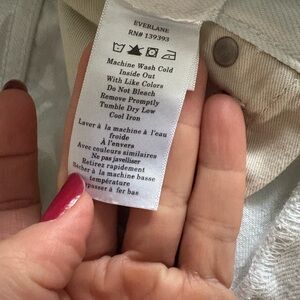 EVERLANE
RN# 139393
Machine Wash Cold
Inside Out
With Like Colors
Do Not Bleach
Remove Promptly
Tumble Dry Low
Cool Iron
Laver à la machine à l'eau
froide
À l'envers
Avec couleurs similaires
Ne pas javelliser
Retirez rapidement
Sécher à la machine basse
température
epasser à fer bas